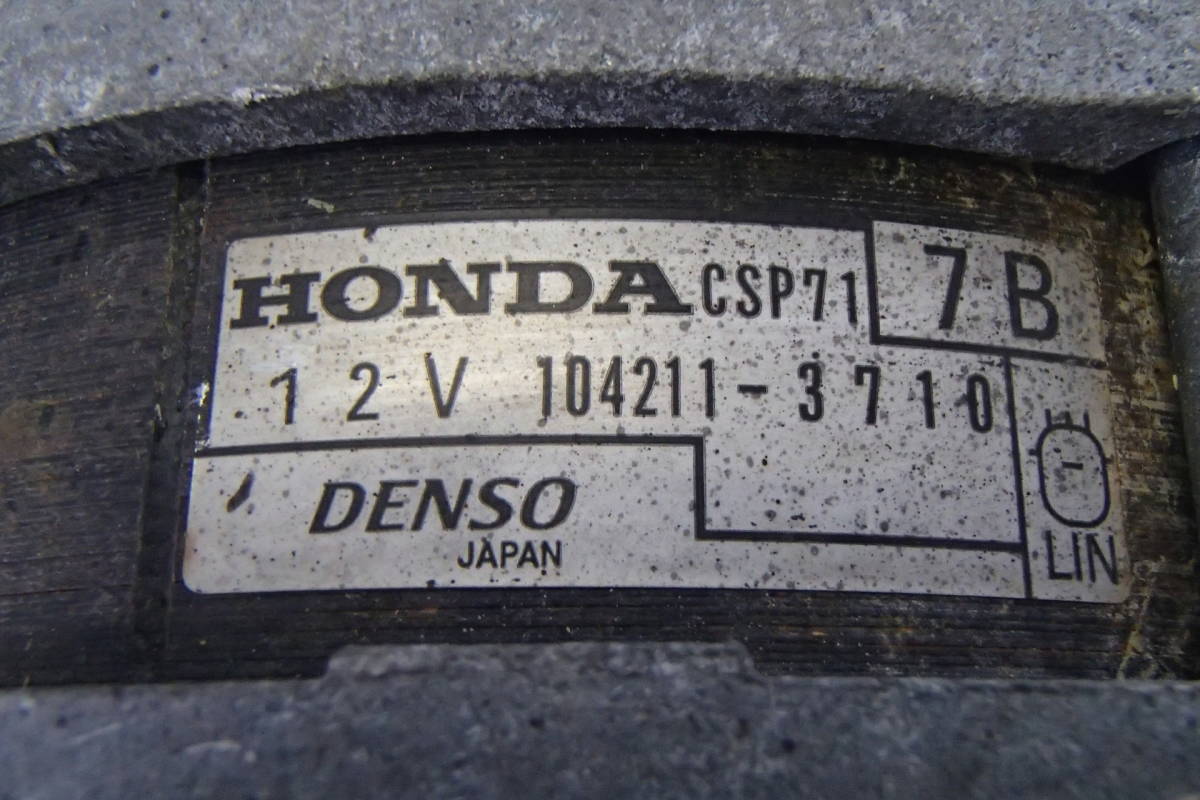 HONDA CSP71 7B
12V 104211-3710
DENSO
JAPAN
LIN